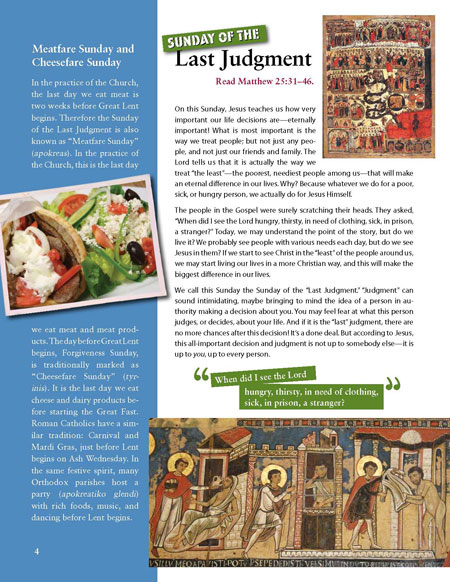 Meatfare Sunday and
Cheesefare Sunday
In the practice of the Church,
the last day we eat meat is
two weeks before Great Lent
begins. Therefore the Sunday
of the Last Judgment is also
known as “Meatfare Sunday”
(apokreas). In the practice of
the Church, this is the last day
we eat meat and meat prod-
ucts. The day before Great Lent
begins, Forgiveness Sunday,
is traditionally marked as
“Cheesefare Sunday” (tyr-
inis). It is the last day we eat
cheese and dairy products be-
fore starting the Great Fast.
Roman Catholics have a sim-
ilar tradition: Carnival and
Mardi Gras, just before Lent
begins on Ash Wednesday. In
the same festive spirit, many
Orthodox parishes host a
party (apokreatiko glendi)
with rich foods, music, and
dancing before Lent begins.
4
SUNDAY OF THE
Last Judgment
Read Matthew 25:31–46.
On this Sunday, Jesus teaches us how very
important our life decisions are—eternally
important! What is most important is the
way we treat people; but not just any peo-
ple, and not just our friends and family. The
Lord tells us that it is actually the way we
treat “the least”—the poorest, neediest people among us—that will make
an eternal difference in our lives. Why? Because whatever we do for a poor,
sick, or hungry person, we actually do for Jesus Himself.
The people in the Gospel were surely scratching their heads. They asked,
“When did I see the Lord hungry, thirsty, in need of clothing, sick, in prison,
a stranger?” Today, we may understand the point of the story, but do we
live it? We probably see people with various needs each day, but do we see
Jesus in them? If we start to see Christ in the “least” of the people around us,
we may start living our lives in a more Christian way, and this will make the
biggest difference in our lives.
We call this Sunday the Sunday of the “Last Judgment.” “Judgment” can
sound intimidating, maybe bringing to mind the idea of a person in au-
thority making a decision about you. You may feel fear at what this person
judges, or decides, about your life. And if it is the “last” judgment, there are
no more chances after this decision! It’s a done deal. But according to Jesus,
this all-important decision and judgment is not up to somebody else—it is
up to you, up to every person.
“When did I see the Lord
hungry, thirsty, in need of clothing,
sick, in prison, a stranger?”